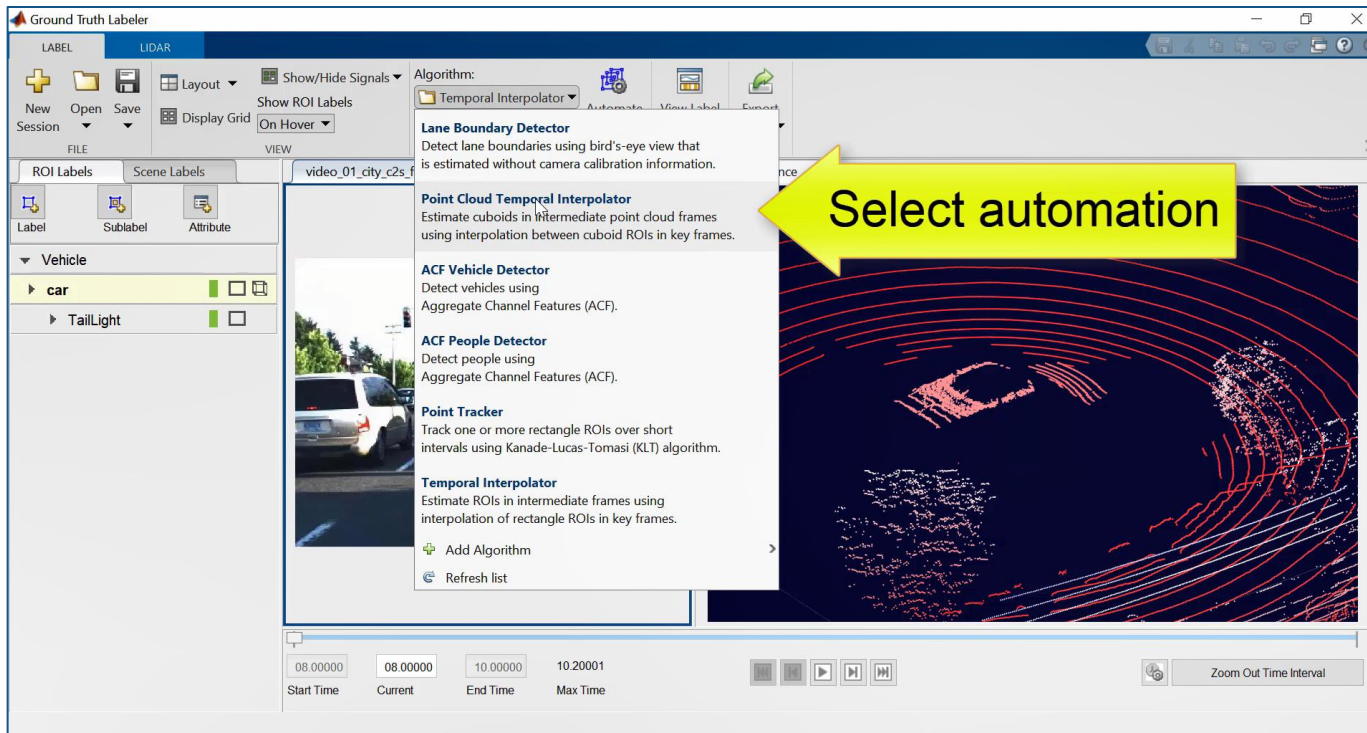 Ground Truth Labeler
LABEL
LIDAR
New
Session
Open
Save
FILE
Layout
Display Grid
Show/Hide Signals
Show ROI Labels
On Hover
VIEW
Algorithm:
Temporal Interpolator
Automate
View Label
Export
ROI Labels
Scene Labels
Label
Sublabel
Attribute
Vehicle
car
TailLight
video_01_city_c2s_f
Lane Boundary Detector
Detect lane boundaries using bird's-eye view that
is estimated without camera calibration information.
Point Cloud Temporal Interpolator
Estimate cuboids in intermediate point cloud frames
using interpolation between cuboid ROIs in key frames.
ACF Vehicle Detector
Detect vehicles using
Aggregate Channel Features (ACF).
ACF People Detector
Detect people using
Aggregate Channel Features (ACF).
Point Tracker
Track one or more rectangle ROIs over short
intervals using Kanade-Lucas-Tomasi (KLT) algorithm.
Temporal Interpolator
Estimate ROIs in intermediate frames using
interpolation of rectangle ROIs in key frames.
Add Algorithm
Refresh list
Select automation
08.00000
08.00000
10.00000
10.20001
Start Time
Current
End Time
Max Time
Zoom Out Time Interval